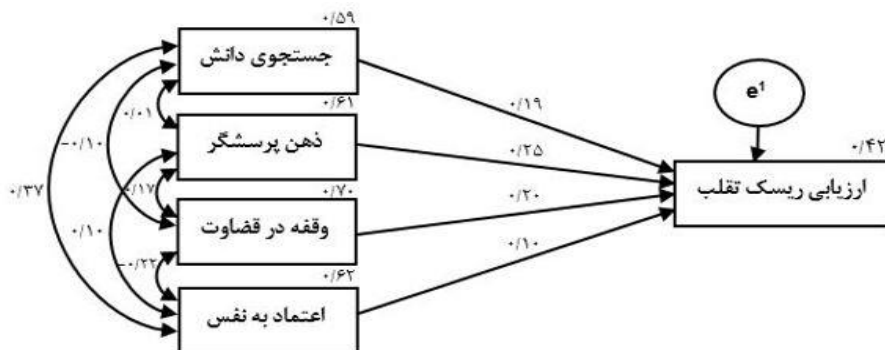 ۰/۵۹
جستجوی دانش
۰/۱۹
۰/۰۱
۰/۶۱
ذهن پرسشگر
e¹
-۰/۱۰
۰/۲۵
۰/۴۲
ارزیابی ریسک تقلب
۰/۳۷
۰/۱۷
۰/۷۰
وقفه در قضاوت
۰/۲۰
۰/۱۰
-۰/۲۲
۰/۶۲
اعتماد به نفس
۰/۱۰